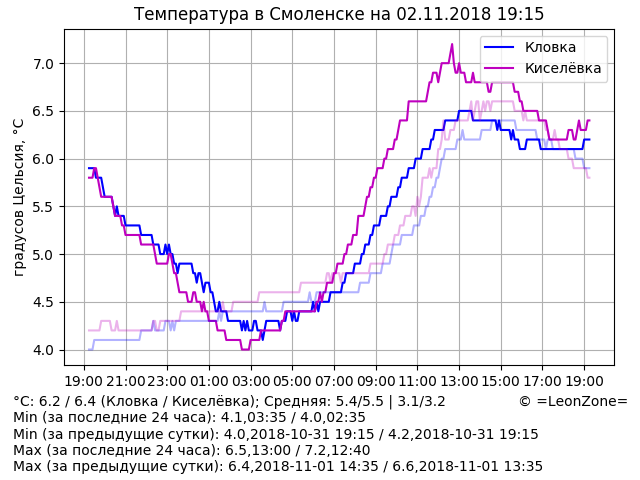 Температура в Смоленске на 02.11.2018 19:15
Кловка
Киселёвка
градусов Цельсия, °C
7.0
6.5
6.0
5.5
5.0
4.5
4.0
19:00 21:00 23:00 01:00 03:00 05:00 07:00 09:00 11:00 13:00 15:00 17:00 19:00
°C: 6.2 / 6.4 (Кловка / Киселёвка); Средняя: 5.4/5.5 | 3.1/3.2 © =LeonZone=
Min (за последние 24 часа): 4.1,03:35 / 4.0,02:35
Min (за предыдущие сутки): 4.0,2018-10-31 19:15 / 4.2,2018-10-31 19:15
Max (за последние 24 часа): 6.5,13:00 / 7.2,12:40
Max (за предыдущие сутки): 6.4,2018-11-01 14:35 / 6.6,2018-11-01 13:35